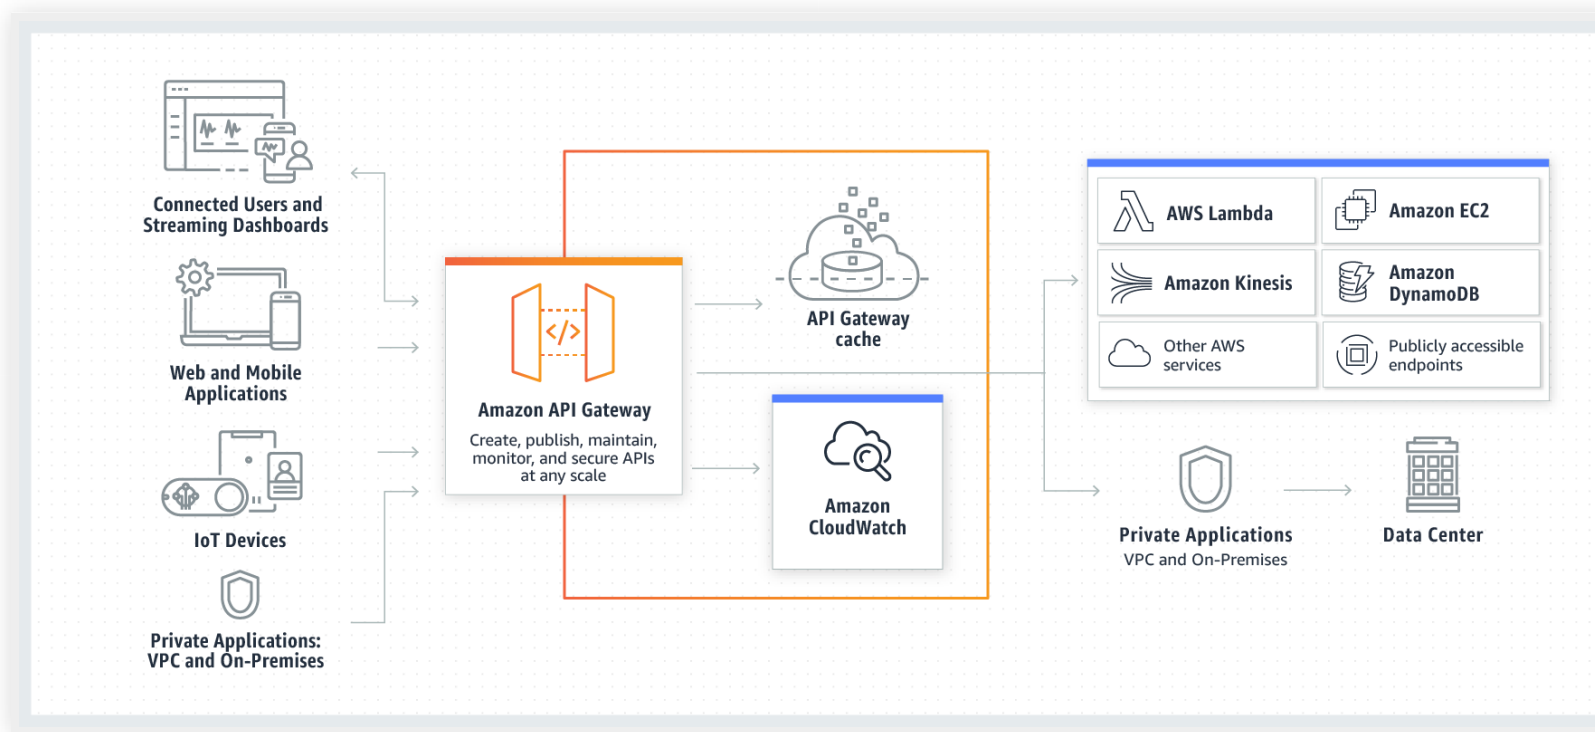 Connected Users and
Streaming Dashboards
Web and Mobile
Applications
IoT Devices
Private Applications:
VPC and On-Premises
</>
Amazon API Gateway
Create, publish, maintain,
monitor, and secure APIs
at any scale
API Gateway
cache
Amazon
CloudWatch
AWS Lambda
Amazon EC2
Amazon Kinesis
Amazon
DynamoDB
Other AWS
services
Publicly accessible
endpoints
Private Applications
VPC and On-Premises
Data Center